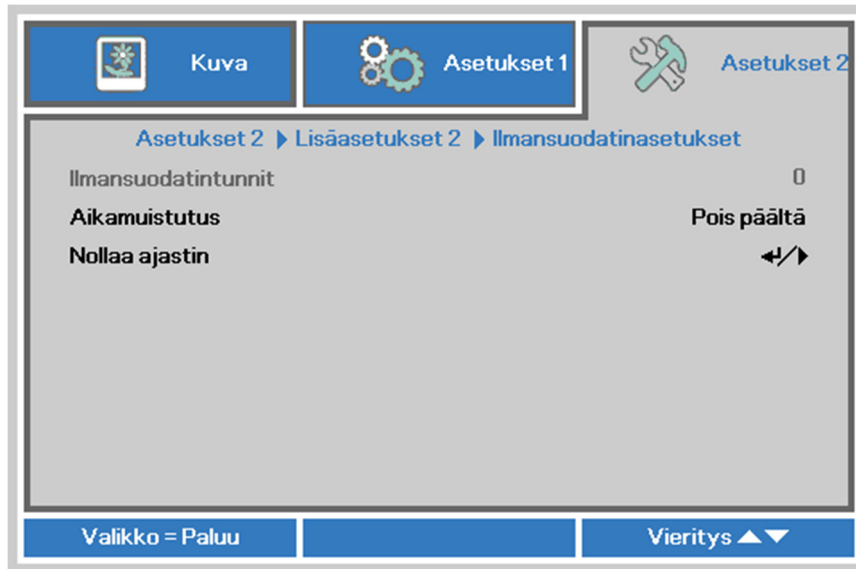 Kuva
Asetukset 1
Asetukset 2
Asetukset 2 ▶ Lisäasetukset 2 ▶ Ilmansuodatinasetukset
Ilmansuodatintunnit 0
Aikamuistutus Pois päältä
Nollaa ajastin ↵/▶
Valikko = Paluu
Vieritys ▲▼